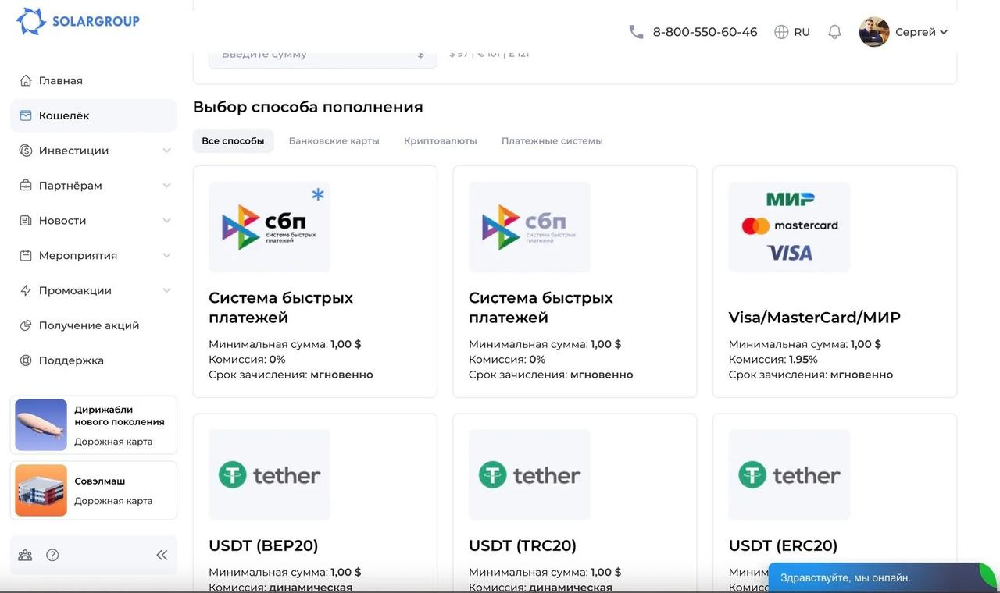 SOLARGROUP
8-800-550-60-46
RU
Сергей
Введите сумму
$
$ 97 | € 101 | £ 121
Главная
Кошелёк
Инвестиции
Партнёрам
Новости
Мероприятия
Промоакции
Получение акций
Поддержка
Дирижабли
нового поколения
Дорожная карта
Совэлмаш
Дорожная карта
Выбор способа пополнения
Все способы
Банковские карты
Криптовалюты
Платежные системы
сбп
система быстрых
платежей
Система быстрых
платежей
Минимальная сумма: 1,00 $
Комиссия: 0%
Срок зачисления: мгновенно
сбп
система быстрых
платежей
Система быстрых
платежей
Минимальная сумма: 1,00 $
Комиссия: 0%
Срок зачисления: мгновенно
МИР
mastercard
VISA
Visa/MasterCard/МИР
Минимальная сумма: 1,00 $
Комиссия: 1.95%
Срок зачисления: мгновенно
tether
USDT (BEP20)
Минимальная сумма: 1,00 $
Комиссия: динамическая
tether
USDT (TRC20)
Минимальная сумма: 1,00 $
Комиссия: динамическая
tether
USDT (ERC20)
Здравствуйте, мы онлайн.